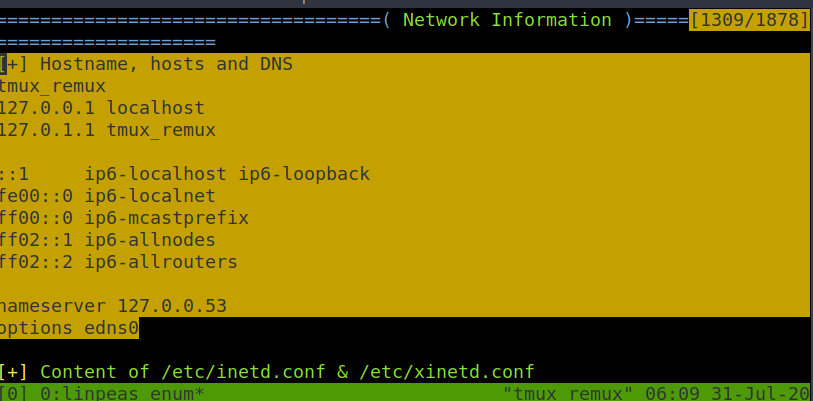 ======================================( Network Information )=====[1309/1878]
====================
[+] Hostname, hosts and DNS
tmux_remux
127.0.0.1 localhost
127.0.1.1 tmux_remux
::1     ip6-localhost ip6-loopback
fe00::0 ip6-localnet
ff00::0 ip6-mcastprefix
ff02::1 ip6-allnodes
ff02::2 ip6-allrouters
nameserver 127.0.0.53
options edns0
[+] Content of /etc/inetd.conf & /etc/xinetd.conf
[0] 0:linpeas_enum*                              "tmux_remux" 06:09 31-Jul-20